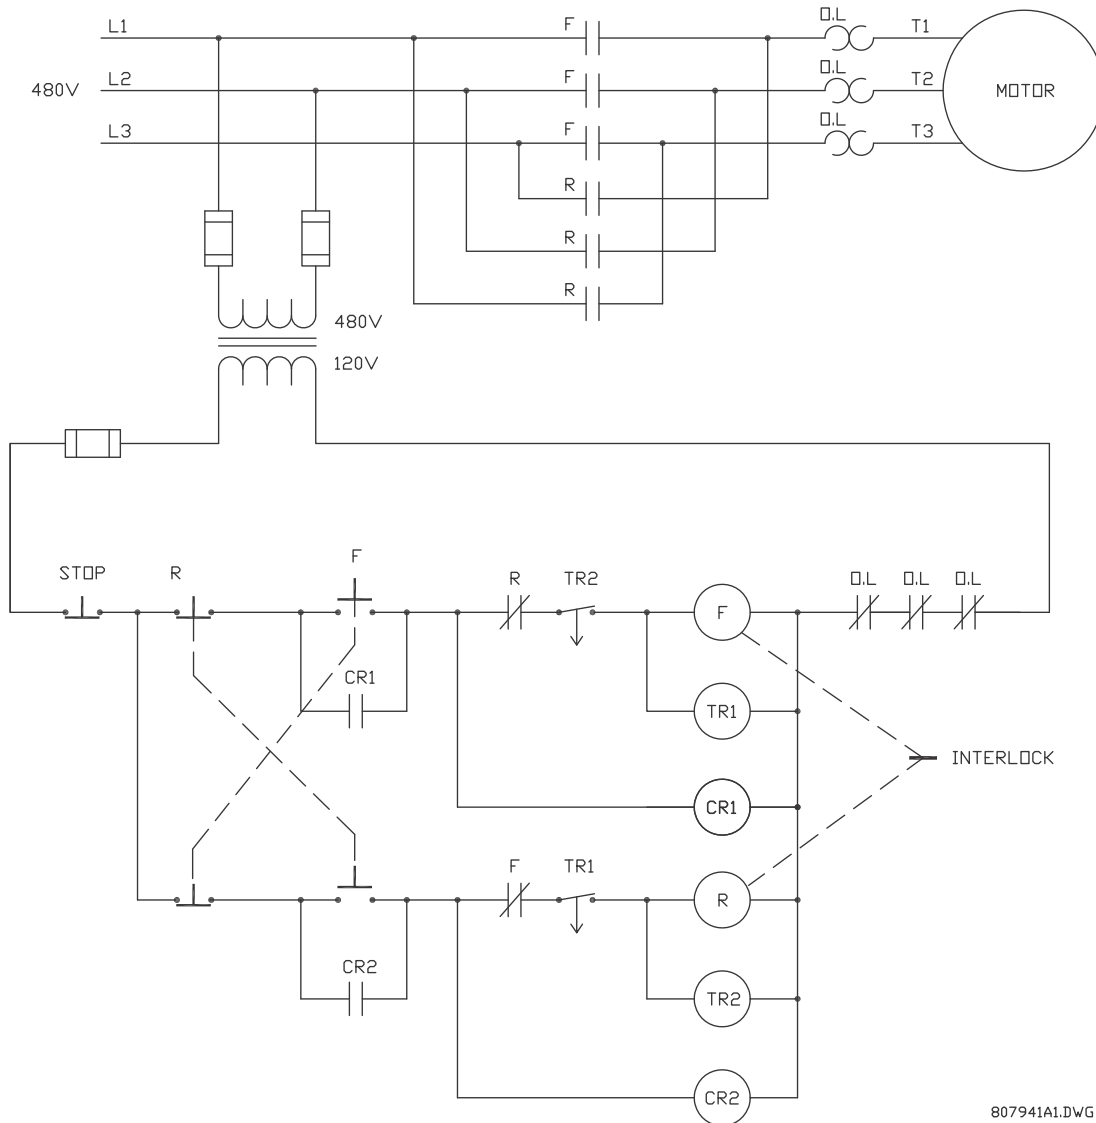 L1 F O.L T1
480V L2 F O.L T2 MOTOR
L3 F O.L T3
R
R
R
480V
120V
STOP R F R TR2 F O.L O.L O.L
CR1 TR1
INTERLOCK
CR1
F TR1 R
CR2 TR2
CR2
807941A1.DWG